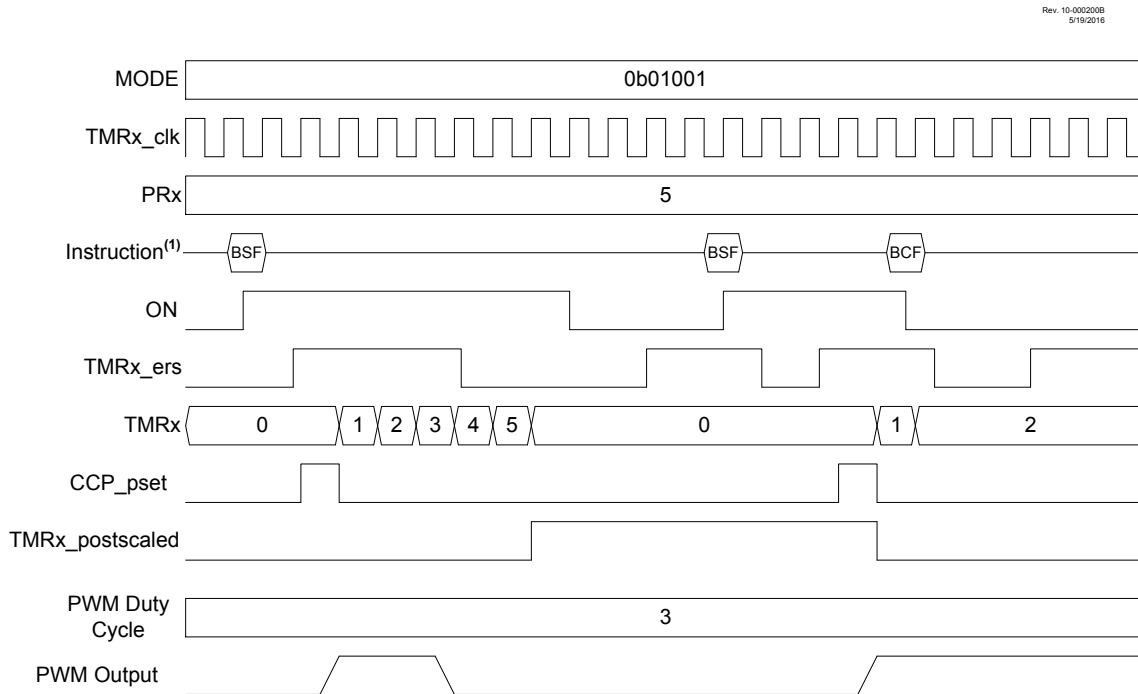 Rev. 10-000200B
5/19/2016
MODE 0b01001
TMRx_clk
PRx 5
Instruction(1) BSF BSF BCF
ON
TMRx_ers
TMRx 0 1 2 3 4 5 0 1 2
CCP_pset
TMRx_postscaled
PWM Duty
Cycle 3
PWM Output